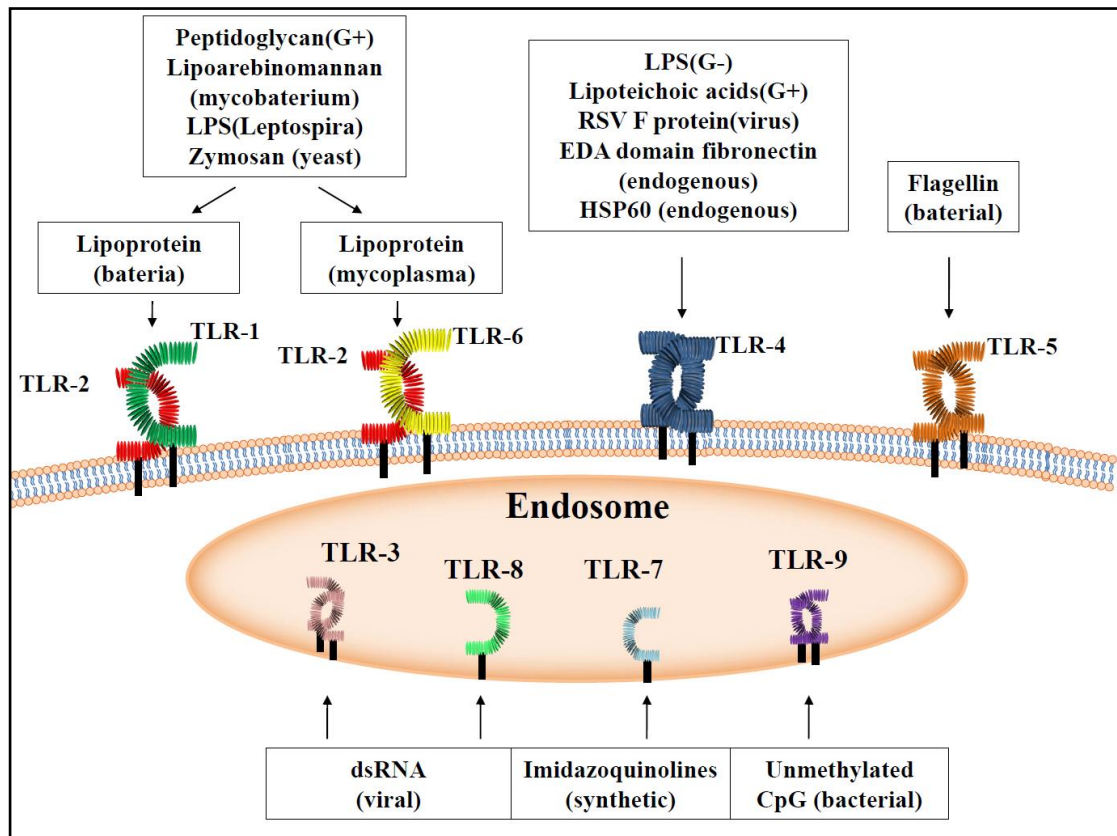 Peptidoglycan(G+)
Lipoarebinomannan
(mycobaterium)
LPS(Leptospira)
Zymosan (yeast)
LPS(G-)
Lipoteichoic acids(G+)
RSV F protein(virus)
EDA domain fibronectin
(endogenous)
HSP60 (endogenous)
Flagellin
(baterial)
Lipoprotein
(bateria)
Lipoprotein
(mycoplasma)
TLR-1
TLR-2
TLR-6
TLR-2
TLR-4
TLR-5
Endosome
TLR-3
TLR-8
TLR-7
TLR-9
dsRNA
(viral)
Imidazoquinolines
(synthetic)
Unmethylated
CpG (bacterial)